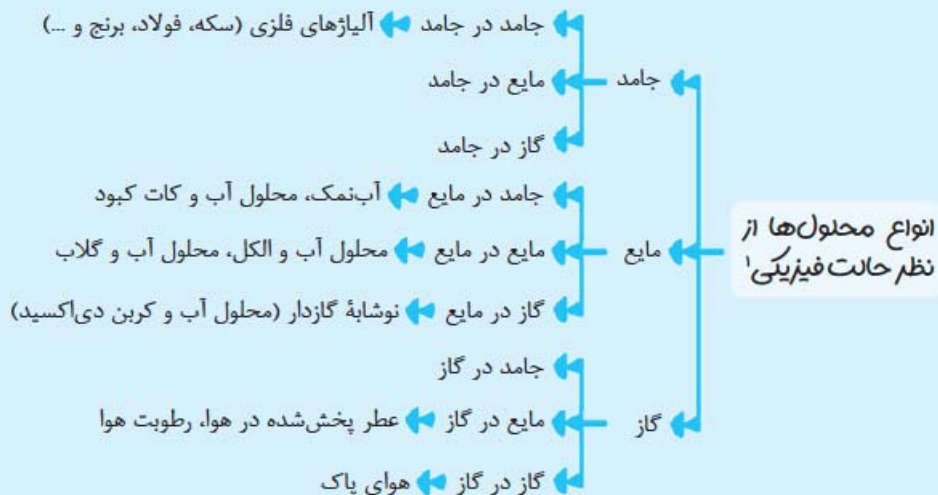 انواع محلول‌ها از
نظر حالت فیزیکی۱
جامد
جامد در جامد
آلیاژهای فلزی (سکه، فولاد، برنج و ...)
مایع در جامد
گاز در جامد
مایع
جامد در مایع
آب‌نمک، محلول آب و کات کبود
مایع در مایع
محلول آب و الکل، محلول آب و گلاب
گاز در مایع
نوشابهٔ گازدار (محلول آب و کربن دی‌اکسید)
گاز
جامد در گاز
مایع در گاز
عطر پخش‌شده در هوا، رطوبت هوا
گاز در گاز
هوای پاک